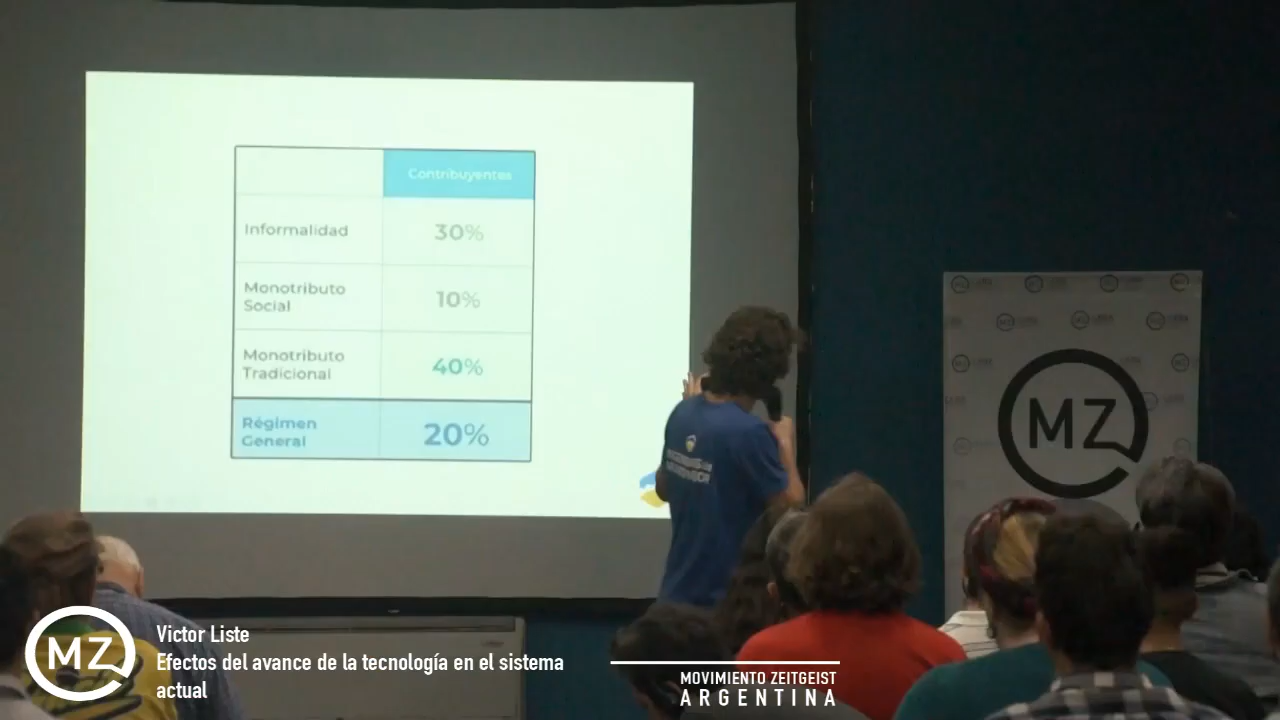 Contribuyentes
Informalidad
30%
Monotributo
Social
10%
Monotributo
Tradicional
40%
Régimen
General
20%
MZ
MZ
Victor Liste
Efectos del avance de la tecnología en el sistema
actual
MOVIMIENTO ZEITGEIST
ARGENTINA